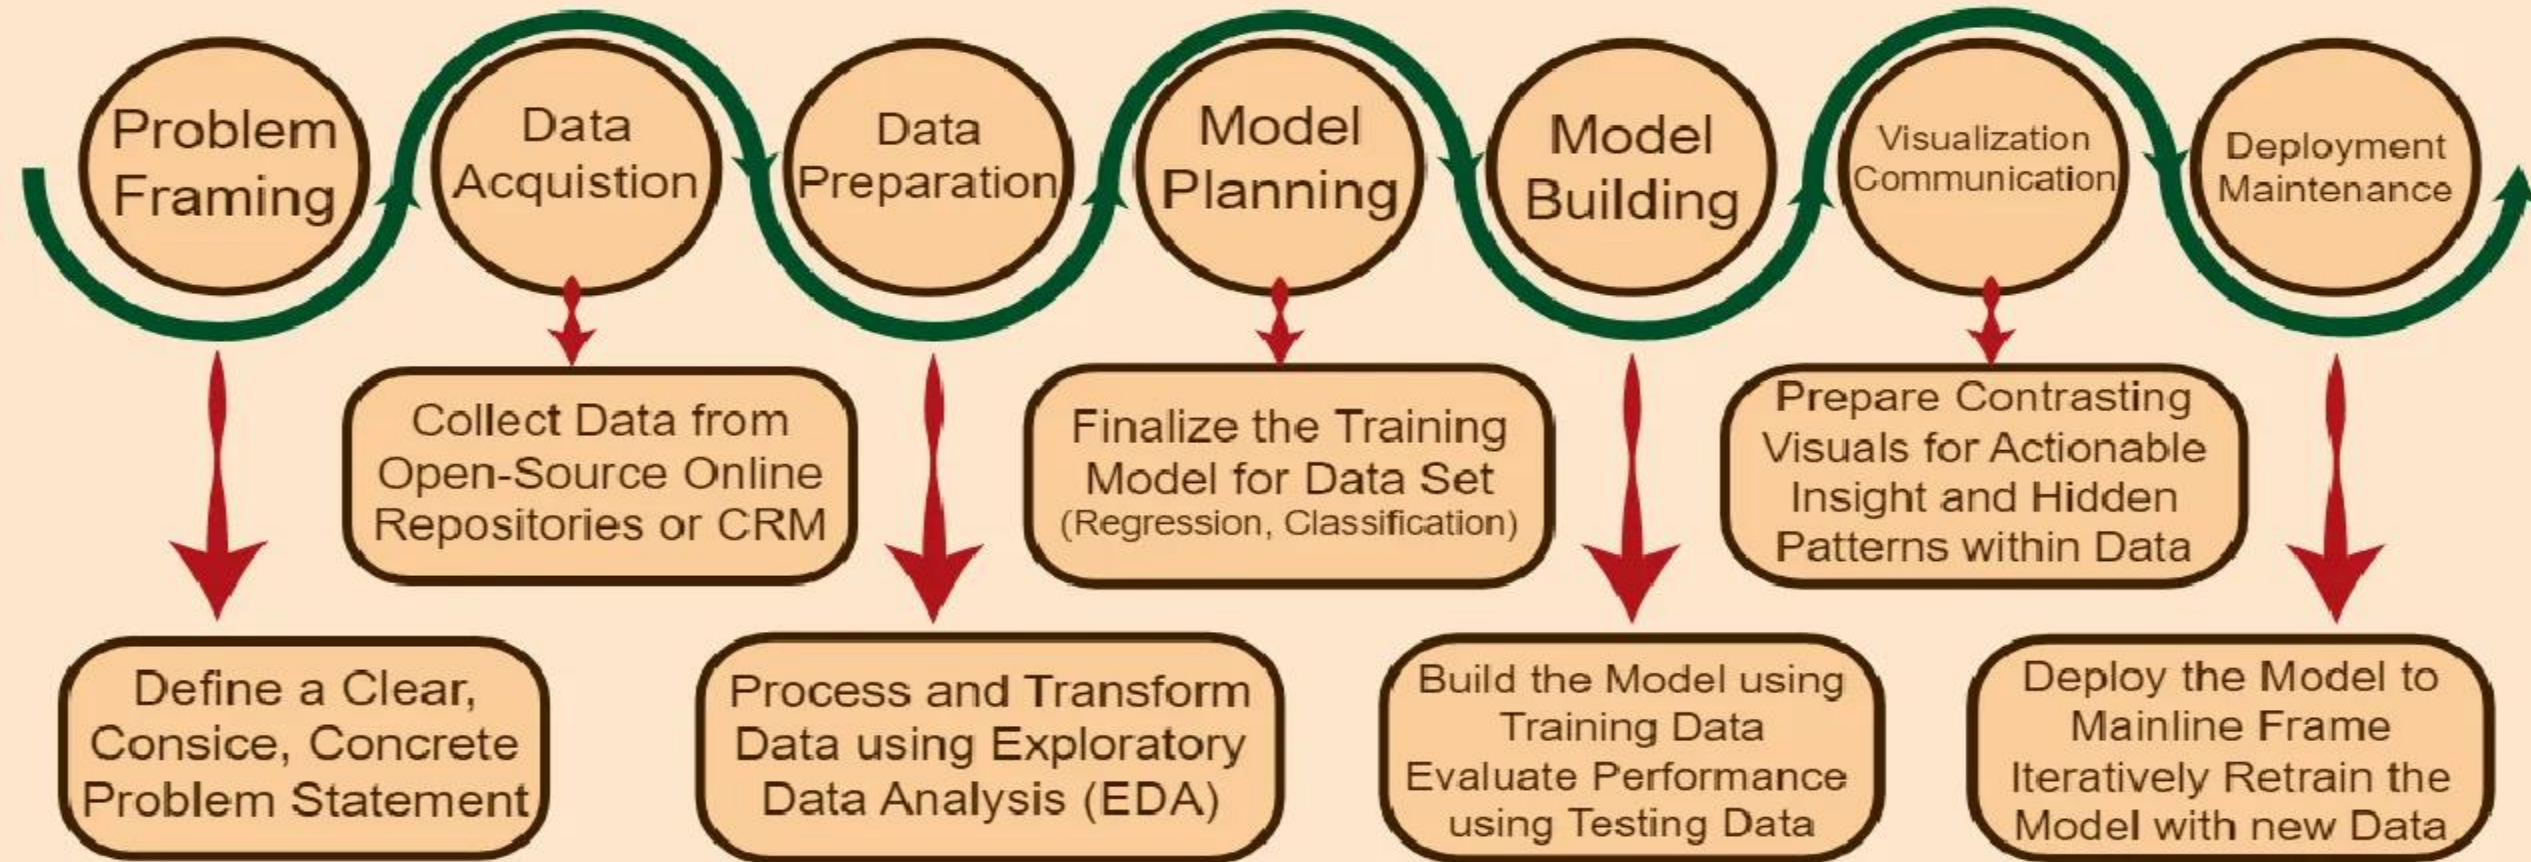 Problem
Framing
Data
Acquistion
Data
Preparation
Model
Planning
Model
Building
Visualization
Communication
Deployment
Maintenance
Collect Data from
Open-Source Online
Repositories or CRM
Finalize the Training
Model for Data Set
(Regression, Classification)
Prepare Contrasting
Visuals for Actionable
Insight and Hidden
Patterns within Data
Define a Clear,
Consice, Concrete
Problem Statement
Process and Transform
Data using Exploratory
Data Analysis (EDA)
Build the Model using
Training Data
Evaluate Performance
using Testing Data
Deploy the Model to
Mainline Frame
Iteratively Retrain the
Model with new Data